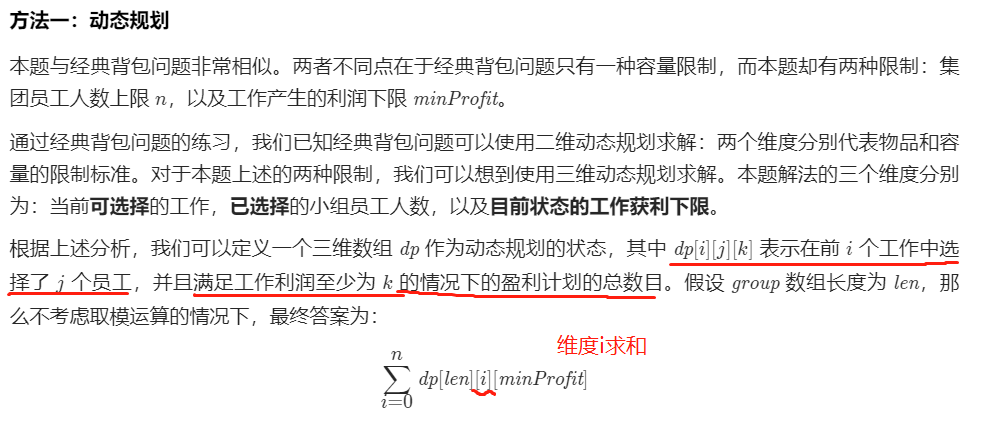 方法一：动态规划
本题与经典背包问题非常相似。两者不同点在于经典背包问题只有一种容量限制，而本题却有两种限制：集
团员工人数上限 n，以及工作产生的利润下限 minProfit。
通过经典背包问题的练习，我们已知经典背包问题可以使用二维动态规划求解：两个维度分别代表物品和容
量的限制标准。对于本题上述的两种限制，我们可以想到使用三维动态规划求解。本题解法的三个维度分别
为：当前可选择的工作，已选择的小组员工人数，以及目前状态的工作获利下限。
根据上述分析，我们可以定义一个三维数组 dp 作为动态规划的状态，其中 dp[i][j][k] 表示在前 i 个工作中选
择了 j 个员工，并且满足工作利润至少为 k 的情况下的盈利计划的总数目。假设 group 数组长度为 len，那
么不考虑取模运算的情况下，最终答案为：
维度i求和
n
∑ dp[len][i][minProfit]
i=0